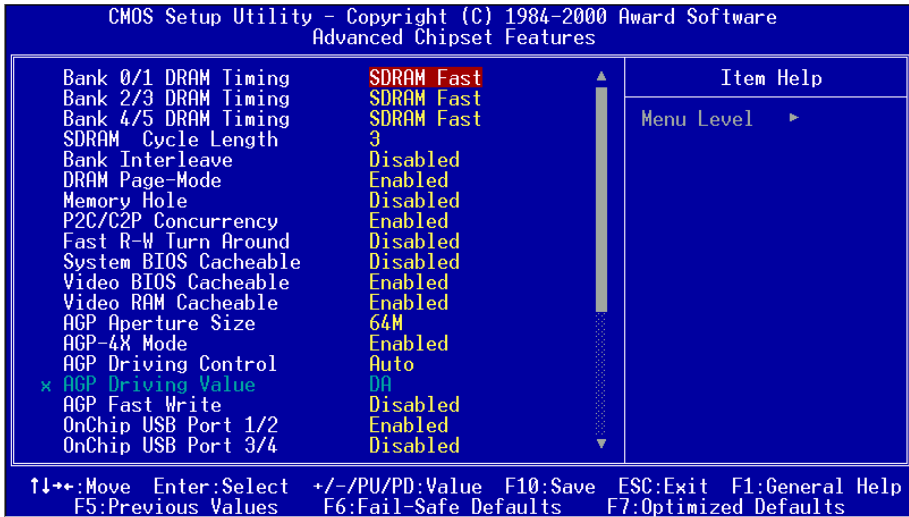 CMOS Setup Utility - Copyright (C) 1984-2000 Award Software
Advanced Chipset Features
Bank 0/1 DRAM Timing SDRAM Fast
Bank 2/3 DRAM Timing SDRAM Fast
Bank 4/5 DRAM Timing SDRAM Fast
SDRAM Cycle Length 3
Bank Interleave Disabled
DRAM Page-Mode Enabled
Memory Hole Disabled
P2C/C2P Concurrency Enabled
Fast R-W Turn Around Disabled
System BIOS Cacheable Disabled
Video BIOS Cacheable Enabled
Video RAM Cacheable Enabled
AGP Aperture Size 64M
AGP-4X Mode Enabled
AGP Driving Control Auto
x AGP Driving Value DA
AGP Fast Write Disabled
OnChip USB Port 1/2 Enabled
OnChip USB Port 3/4 Disabled
Item Help
Menu Level ►
↑↓→←:Move Enter:Select +/-/PU/PD:Value F10:Save ESC:Exit F1:General Help
F5:Previous Values F6:Fail-Safe Defaults F7:Optimized Defaults